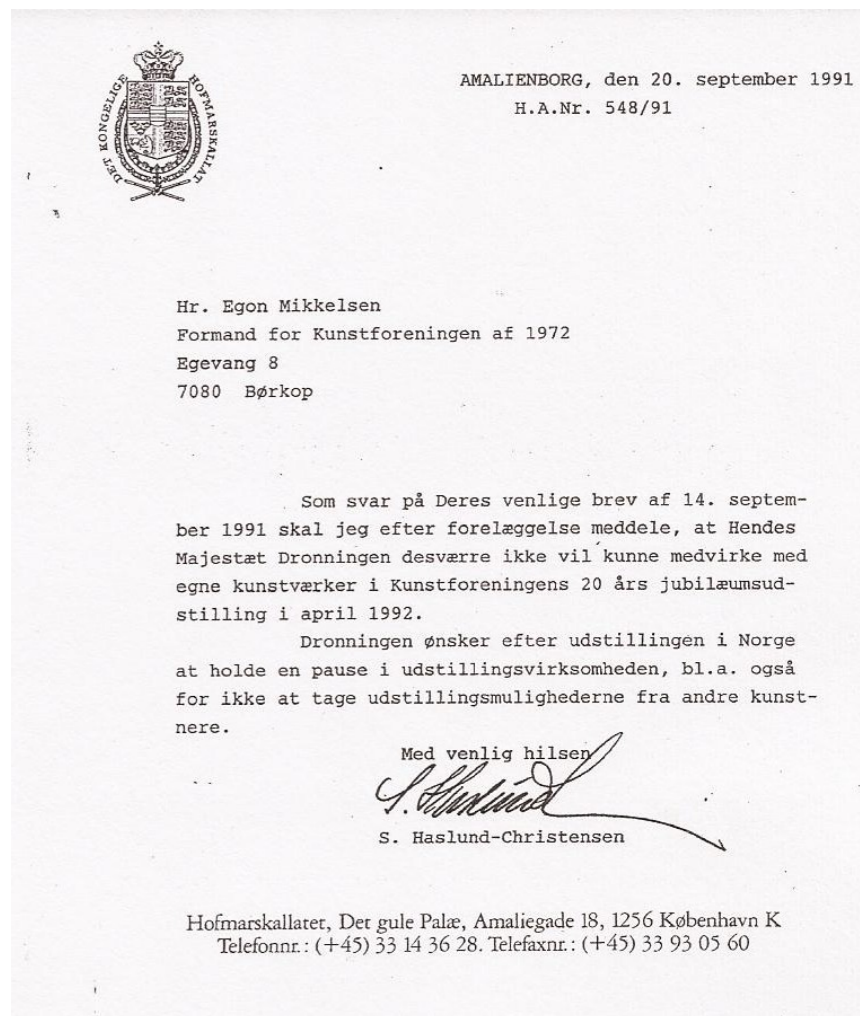 DET KONGELIGE HOFMARSKALLAT
AMALIENBORG, den 20. september 1991
H.A.Nr. 548/91
Hr. Egon Mikkelsen
Formand for Kunstforeningen af 1972
Egevang 8
7080 Børkop
Som svar på Deres venlige brev af 14. septem-
ber 1991 skal jeg efter forelæggelse meddele, at Hendes
Majestæt Dronningen desværre ikke vil kunne medvirke med
egne kunstværker i Kunstforeningens 20 års jubilæumsud-
stilling i april 1992.
Dronningen ønsker efter udstillingen i Norge
at holde en pause i udstillingsvirksomheden, bl.a. også
for ikke at tage udstillingsmulighederne fra andre kunst-
nere.
Med venlig hilsen
S. Haslund-Christensen
Hofmarskallatet, Det gule Palæ, Amaliegade 18, 1256 København K
Telefonnr.: (+45) 33 14 36 28. Telefaxnr.: (+45) 33 93 05 60